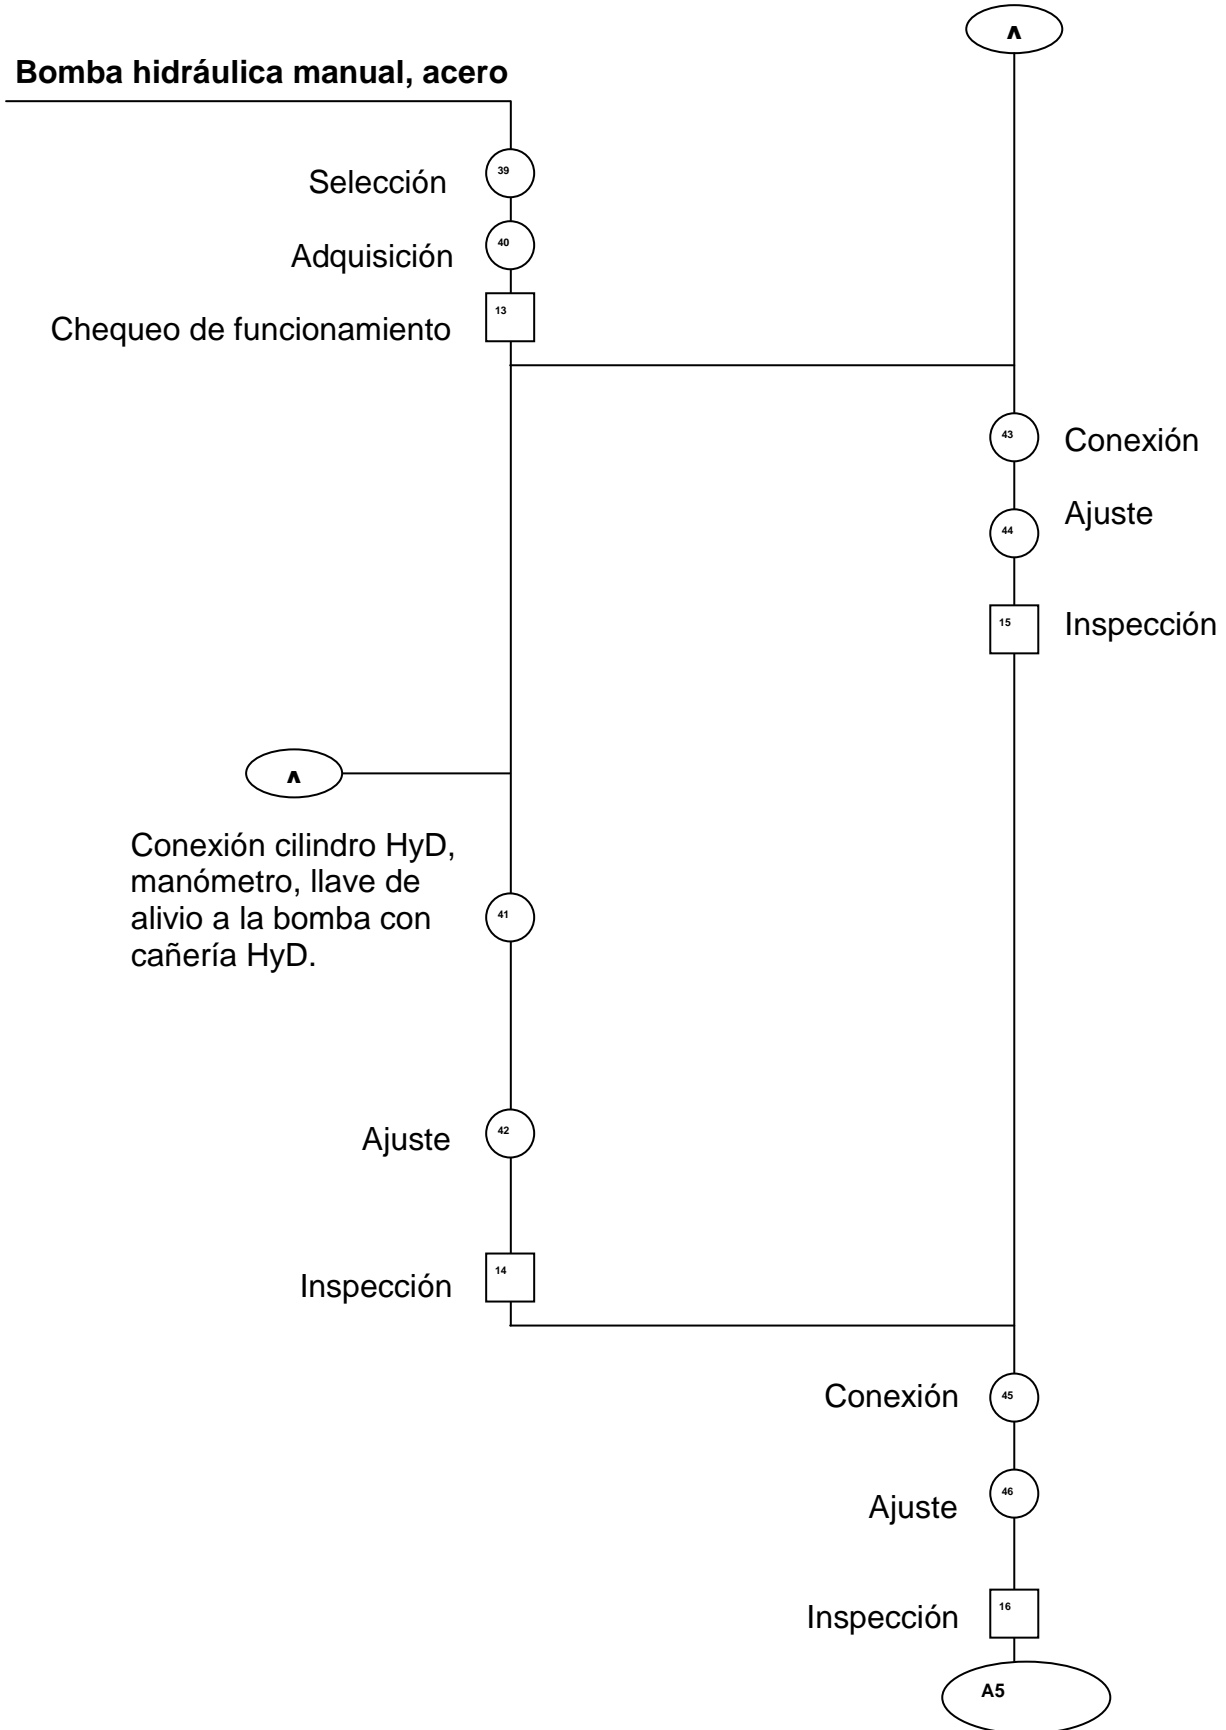 Bomba hidráulica manual, acero
Selección
39
Adquisición
40
Chequeo de funcionamiento
13
43
Conexión
44
Ajuste
15
Inspección
Conexión cilindro HyD,
manómetro, llave de
alivio a la bomba con
cañería HyD.
41
Ajuste
42
Inspección
14
Conexión
45
Ajuste
46
Inspección
16
A5